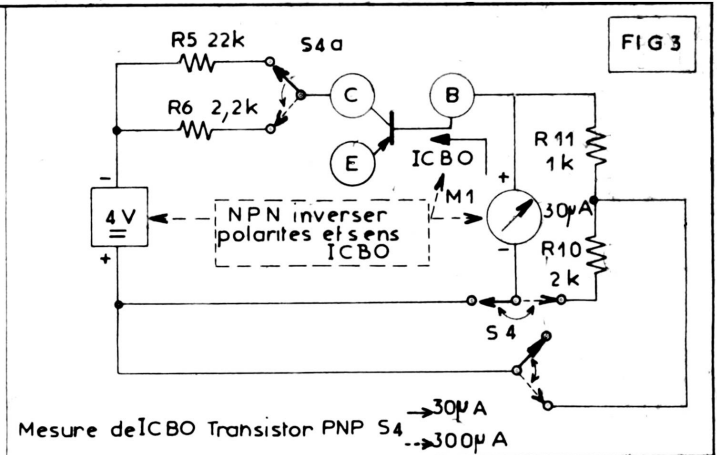 FIG3
R5 22k
S4a
R6 2,2k
C
B
E
R11
1k
ICBO
-
4V
+
NPN inverser
polarites et sens
ICBO
M1
+
30µA
-
R10
2k
S4
Mesure de ICBO Transistor PNP S4
30µA
300µA